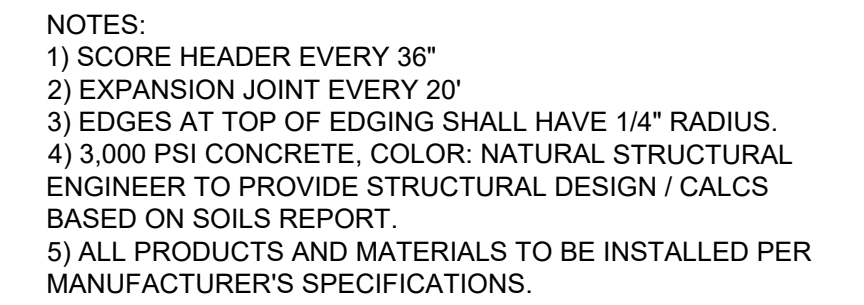 NOTES:
1) SCORE HEADER EVERY 36"
2) EXPANSION JOINT EVERY 20'
3) EDGES AT TOP OF EDGING SHALL HAVE 1/4" RADIUS.
4) 3,000 PSI CONCRETE, COLOR: NATURAL STRUCTURAL
ENGINEER TO PROVIDE STRUCTURAL DESIGN / CALCS
BASED ON SOILS REPORT.
5) ALL PRODUCTS AND MATERIALS TO BE INSTALLED PER
MANUFACTURER'S SPECIFICATIONS.